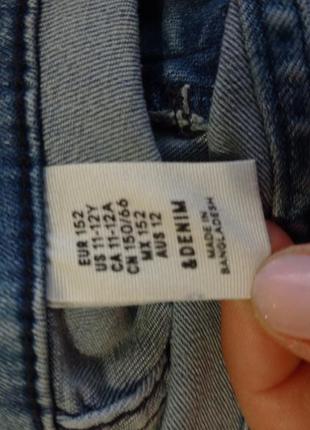 EUR 152
US 11-12Y
CA 11-12A
CN 150/66
MX 152
AUS 12
&DENIM
MADE IN
BANGLADESH